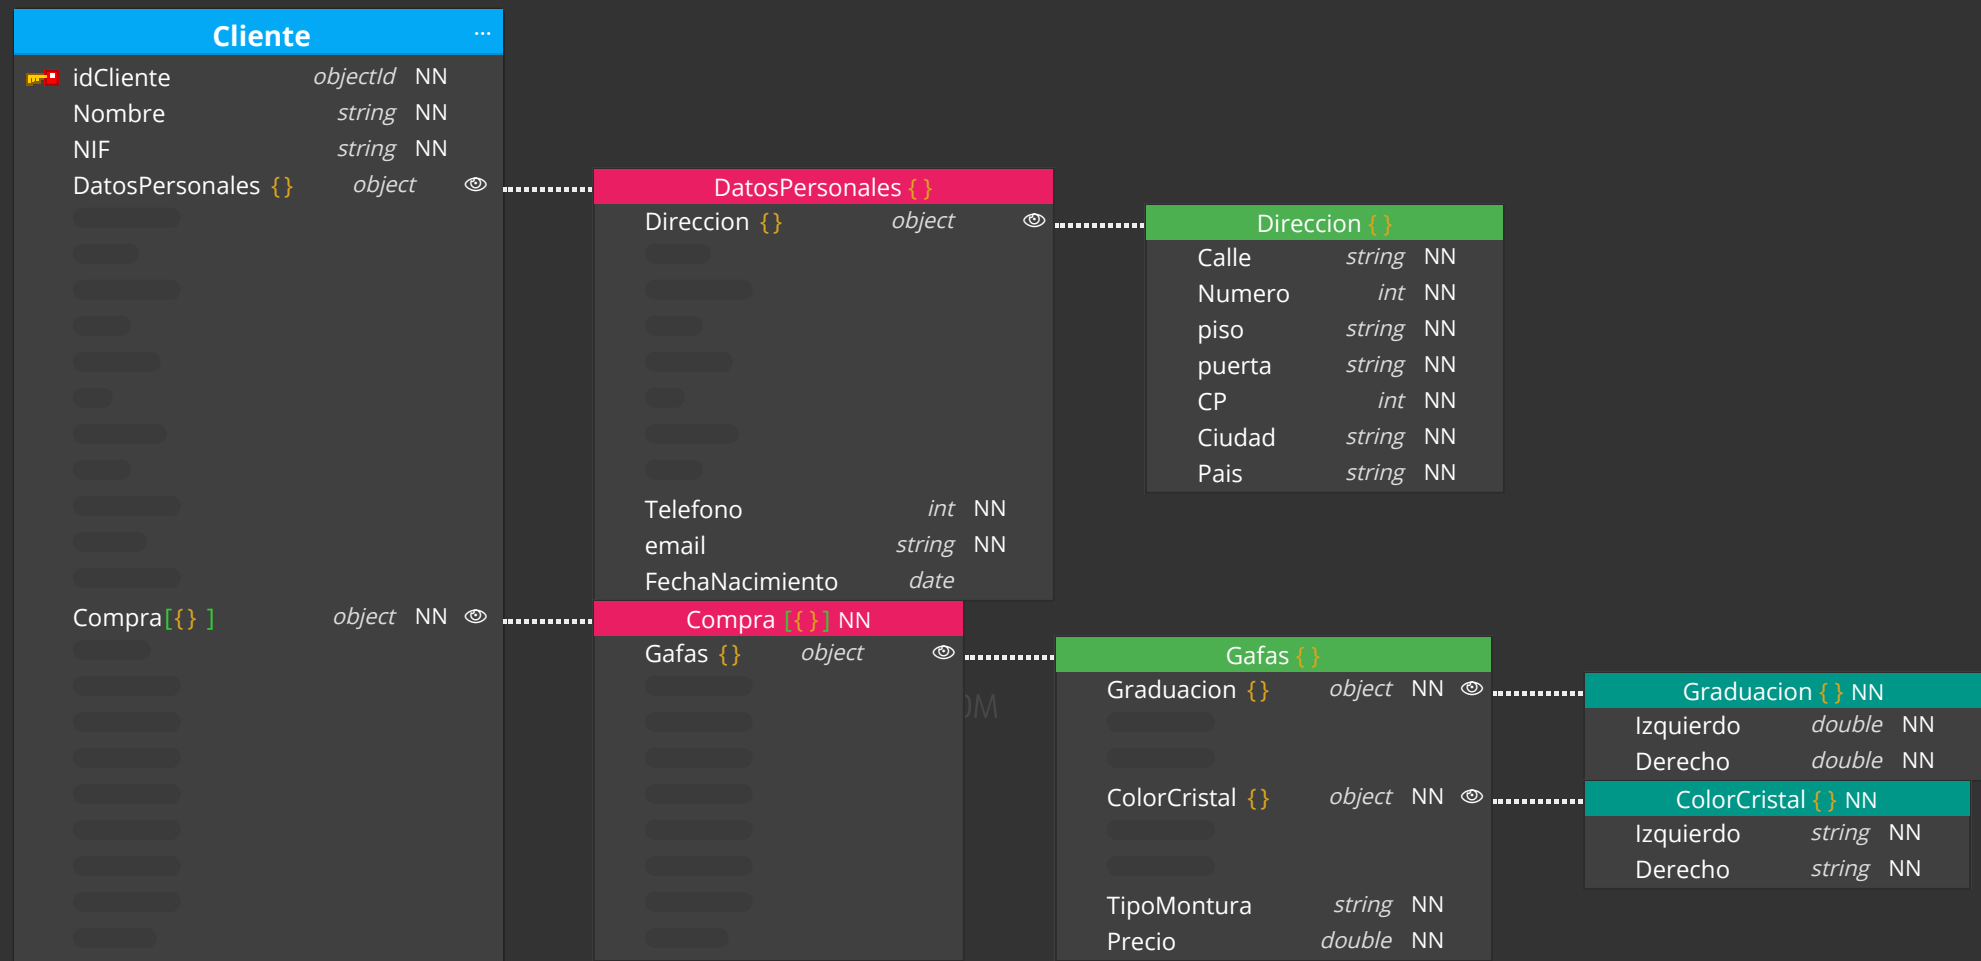 Cliente ...
idCliente objectId NN
Nombre string NN
NIF string NN
DatosPersonales {} object
DatosPersonales { }
Direccion {} object
Direccion { }
Calle string NN
Numero int NN
piso string NN
puerta string NN
CP int NN
Ciudad string NN
Pais string NN
Telefono int NN
email string NN
FechaNacimiento date
Compra[{} ] object NN
Compra [{ }] NN
Gafas {} object
Gafas { }
Graduacion {} object NN
Graduacion { } NN
Izquierdo double NN
Derecho double NN
ColorCristal {} object NN
ColorCristal { } NN
Izquierdo string NN
Derecho string NN
TipoMontura string NN
Precio double NN